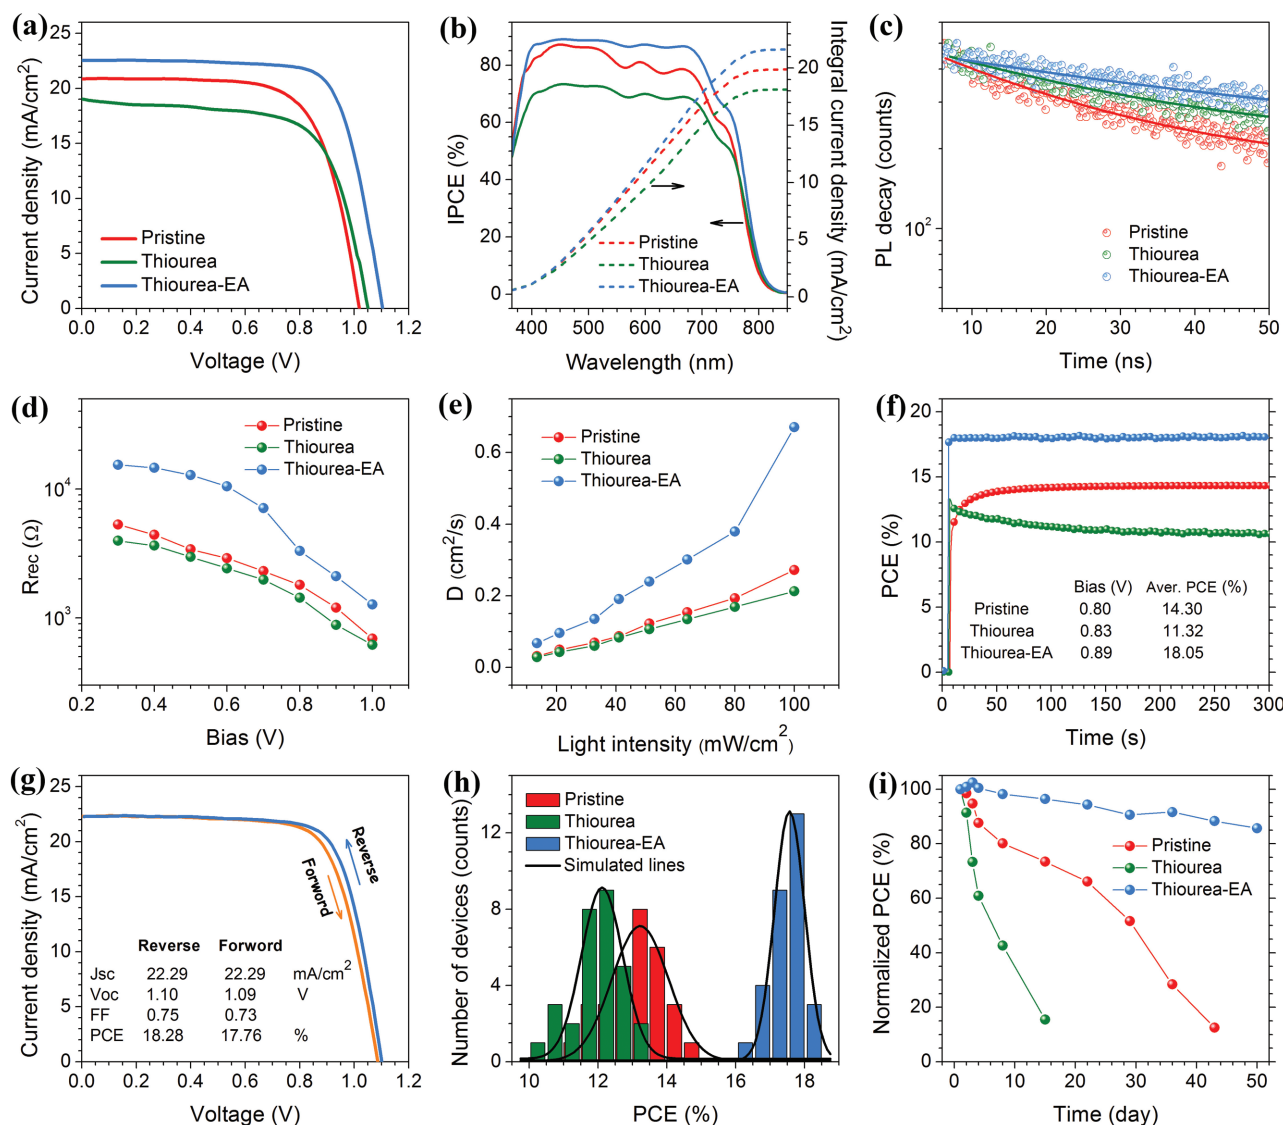 (a)
25
20
15
10
5
0
0.0 0.2 0.4 0.6 0.8 1.0 1.2
Current density (mA/cm2)
Voltage (V)
Pristine
Thiourea
Thiourea-EA
(b)
80
60
40
20
0
20
15
10
5
0
400 500 600 700 800
IPCE (%)
Integral current
density (mA/cm2)
Wavelength (nm)
Pristine
Thiourea
Thiourea-EA
(c)
10²
10 20 30 40 50
PL decay (counts)
Time (ns)
Pristine
Thiourea
Thiourea-EA
(d)
10⁴
10³
0.2 0.4 0.6 0.8 1.0
Rrec (Ω)
Bias (V)
Pristine
Thiourea
Thiourea-EA
(e)
0.6
0.4
0.2
0.0
20 40 60 80 100
D (cm²/s)
Light intensity (mW/cm²)
Pristine
Thiourea
Thiourea-EA
(f)
20
15
10
5
0
0 50 100 150 200 250 300
PCE (%)
Time (s)
Bias (V) Aver. PCE (%)
Pristine 0.80 14.30
Thiourea 0.83 11.32
Thiourea-EA 0.89 18.05
(g)
25
20
15
10
5
0
0.0 0.2 0.4 0.6 0.8 1.0 1.2
Current density (mA/cm²)
Voltage (V)
Reverse
Forword
Reverse Forword
Jsc 22.29 22.29 mA/cm²
Voc 1.10 1.09 V
FF 0.75 0.73
PCE 18.28 17.76 %
(h)
12
8
4
0
10 12 14 16 18
Number of devices (counts)
PCE (%)
Pristine
Thiourea
Thiourea-EA
Simulated lines
(i)
100
80
60
40
20
0
0 10 20 30 40 50
Normalized PCE (%)
Time (day)
Pristine
Thiourea
Thiourea-EA